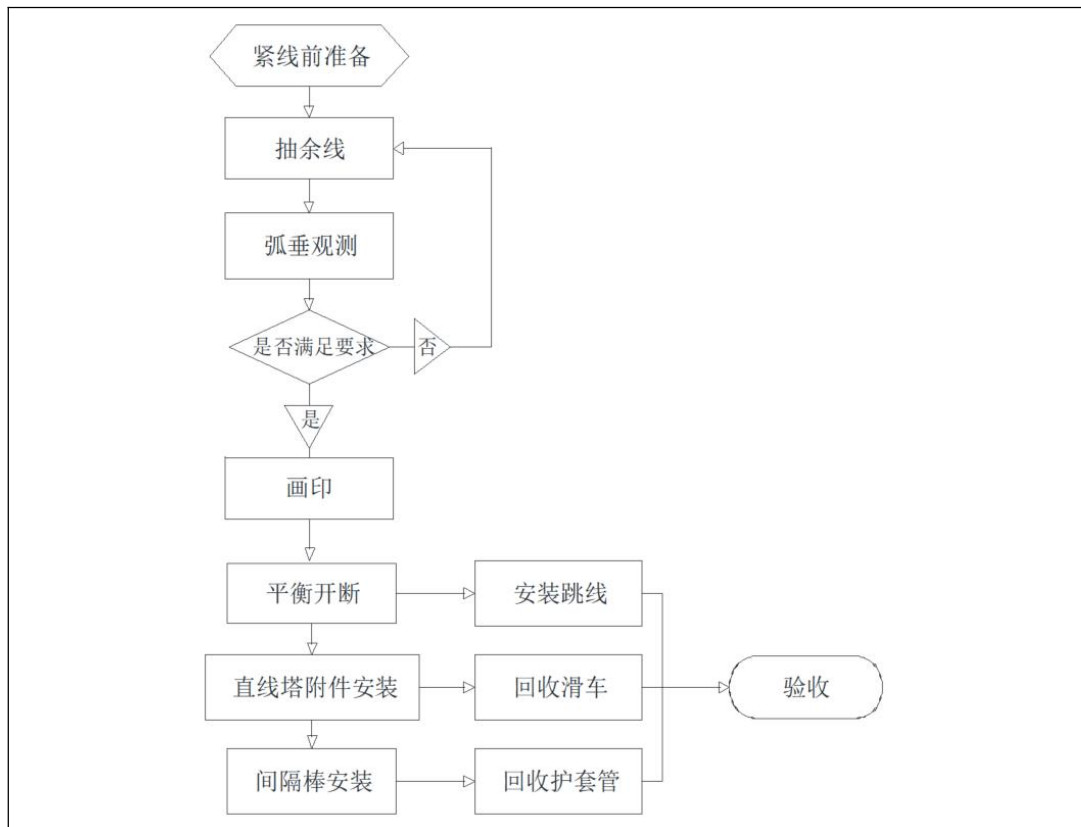 紧线前准备
抽余线
弧垂观测
是否满足要求
否
是
画印
平衡开断
安装跳线
直线塔附件安装
回收滑车
验收
间隔棒安装
回收护套管